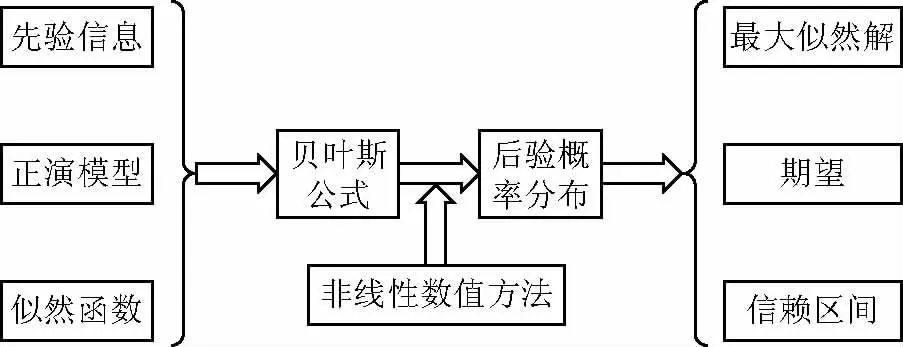 先验信息
正演模型
似然函数
贝叶斯
公式
后验概
率分布
非线性数值方法
最大似然解
期望
信赖区间